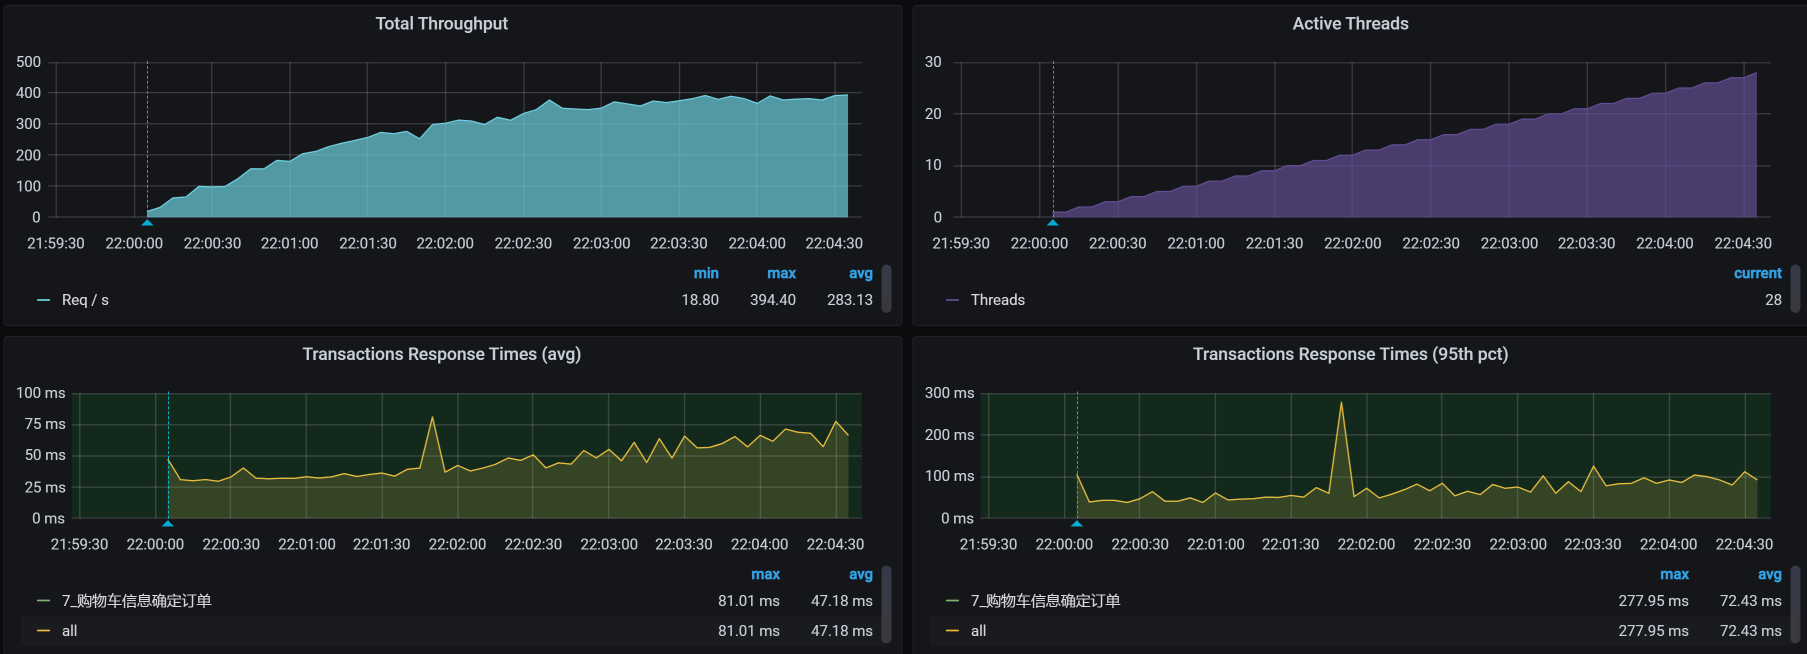 Total Throughput
500
400
300
200
100
0
21:59:30 22:00:00 22:00:30 22:01:00 22:01:30 22:02:00 22:02:30 22:03:00 22:03:30 22:04:00 22:04:30
min max avg
Req / s 18.80 394.40 283.13
Active Threads
30
20
10
0
21:59:30 22:00:00 22:00:30 22:01:00 22:01:30 22:02:00 22:02:30 22:03:00 22:03:30 22:04:00 22:04:30
current
Threads 28
Transactions Response Times (avg)
100 ms
75 ms
50 ms
25 ms
0 ms
21:59:30 22:00:00 22:00:30 22:01:00 22:01:30 22:02:00 22:02:30 22:03:00 22:03:30 22:04:00 22:04:30
max avg
7_购物车信息确定订单 81.01 ms 47.18 ms
all 81.01 ms 47.18 ms
Transactions Response Times (95th pct)
300 ms
200 ms
100 ms
0 ms
21:59:30 22:00:00 22:00:30 22:01:00 22:01:30 22:02:00 22:02:30 22:03:00 22:03:30 22:04:00 22:04:30
max avg
7_购物车信息确定订单 277.95 ms 72.43 ms
all 277.95 ms 72.43 ms